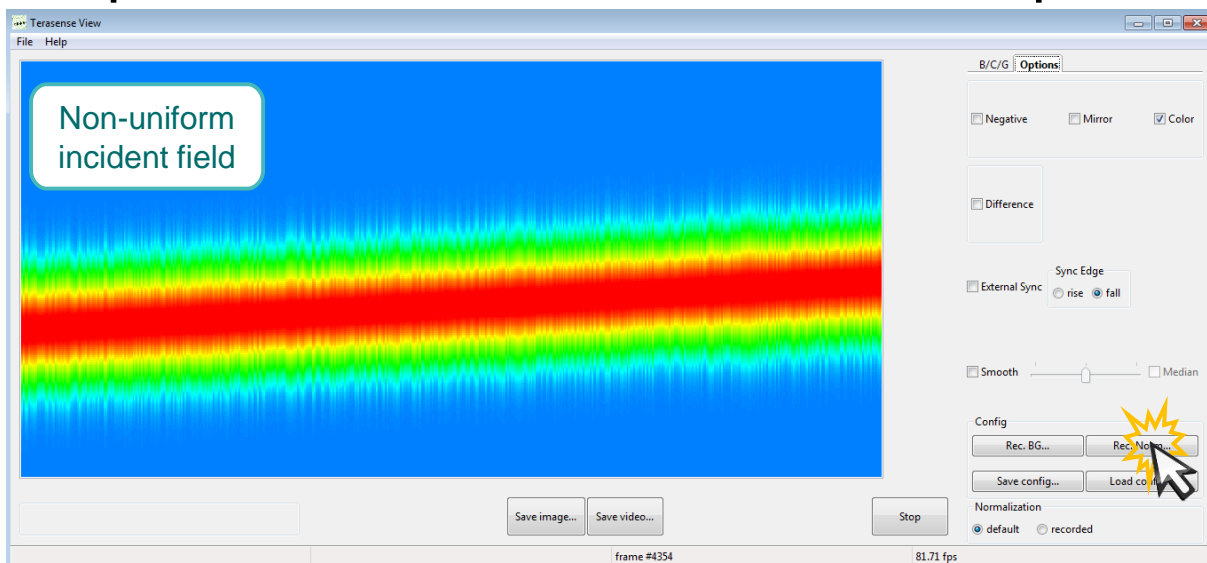 Terasense View
File Help
Non-uniform
incident field
B/C/G Options
Negative Mirror Color
Difference
External Sync
Sync Edge
rise fall
Smooth Median
Config
Rec. BG... Rec.
Save config... Load
Normalization
default recorded
Save image... Save video... Stop
frame #4354 81.71 fps